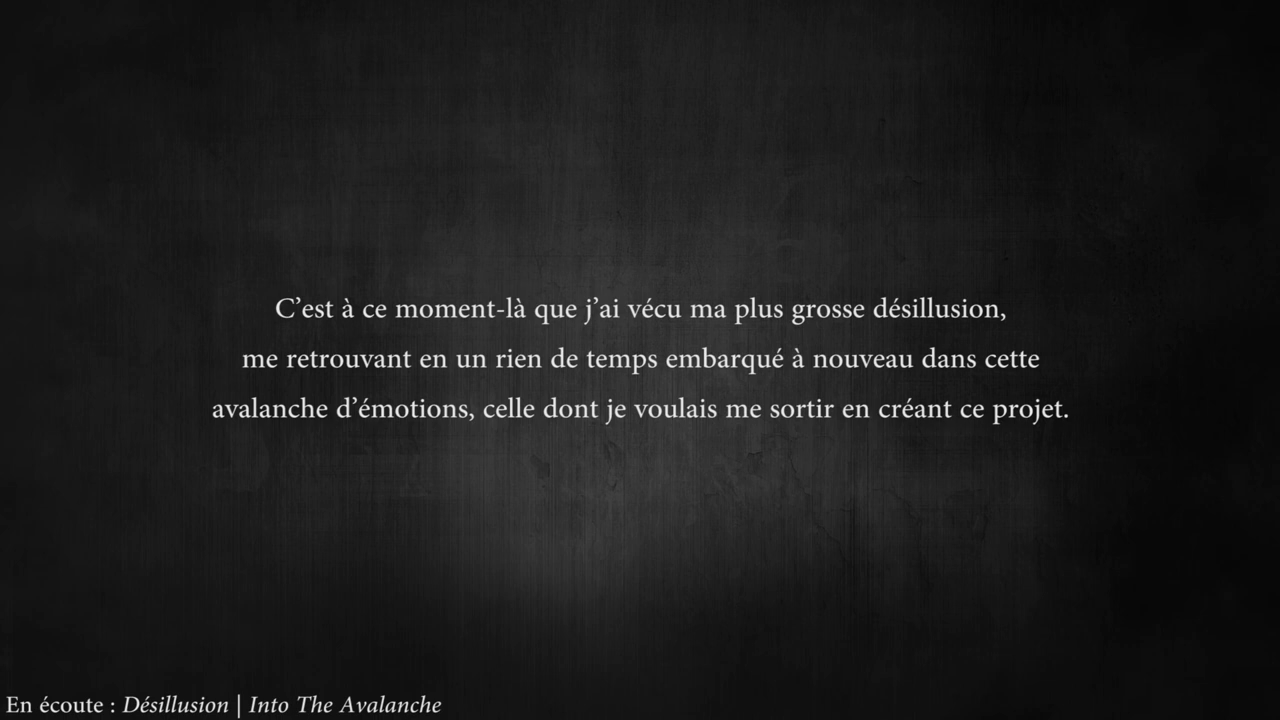 C’est à ce moment-là que j’ai vécu ma plus grosse désillusion,
me retrouvant en un rien de temps embarqué à nouveau dans cette
avalanche d’émotions, celle dont je voulais me sortir en créant ce projet.
En écoute : Désillusion | Into The Avalanche